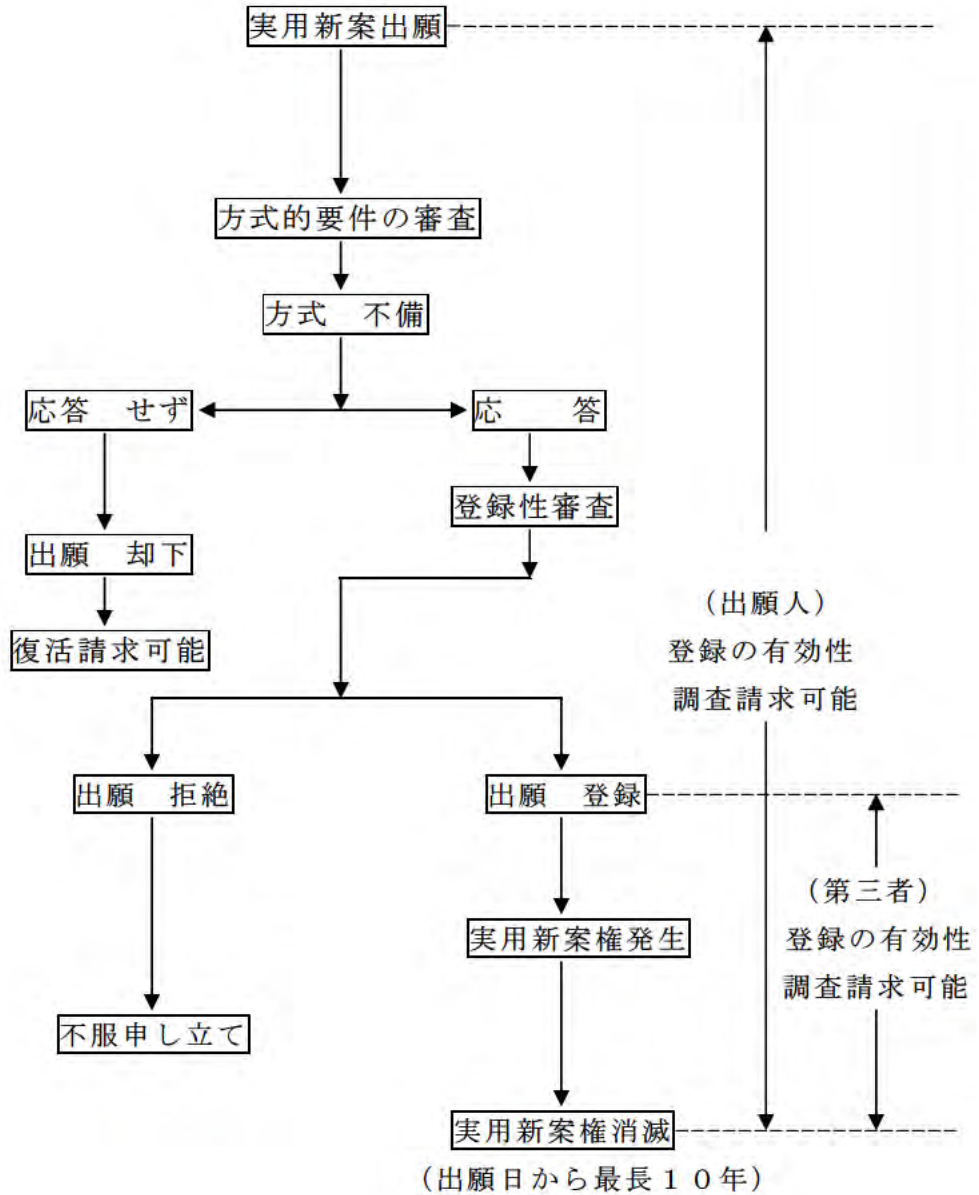 実用新案出願
方式的要件の審査
方式　不備
応答　せず
応　　答
登録性審査
出願　却下
復活請求可能
（出願人）
登録の有効性
調査請求可能
出願　拒絶
出願　登録
（第三者）
登録の有効性
調査請求可能
実用新案権発生
不服申し立て
実用新案権消滅
（出願日から最長１０年）